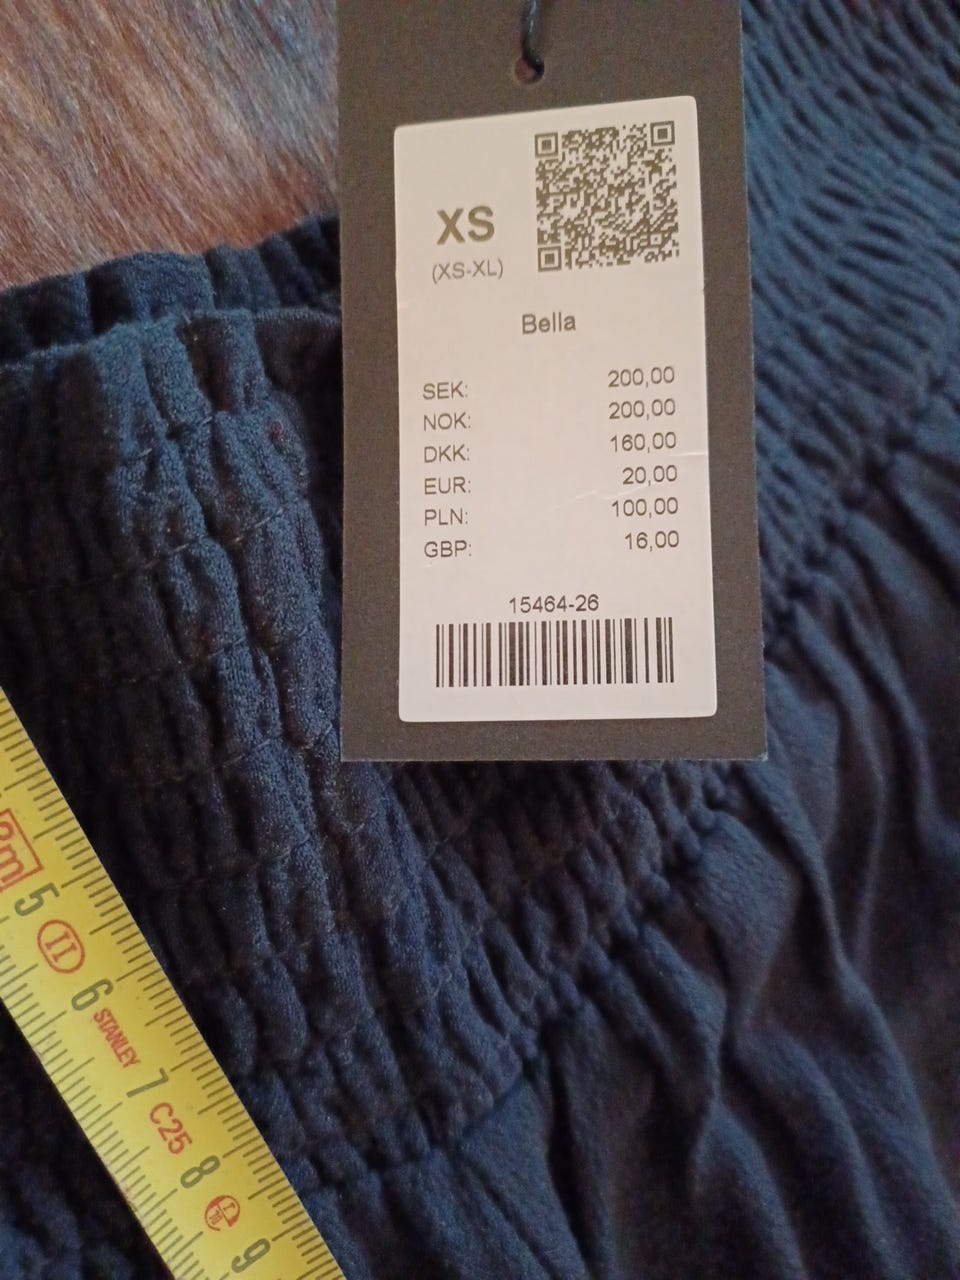 XS
(XS-XL)
Bella
SEK: 200,00
NOK: 200,00
DKK: 160,00
EUR: 20,00
PLN: 100,00
GBP: 16,00
15464-26
5
II
6
STANLEY
7
C25
8
9